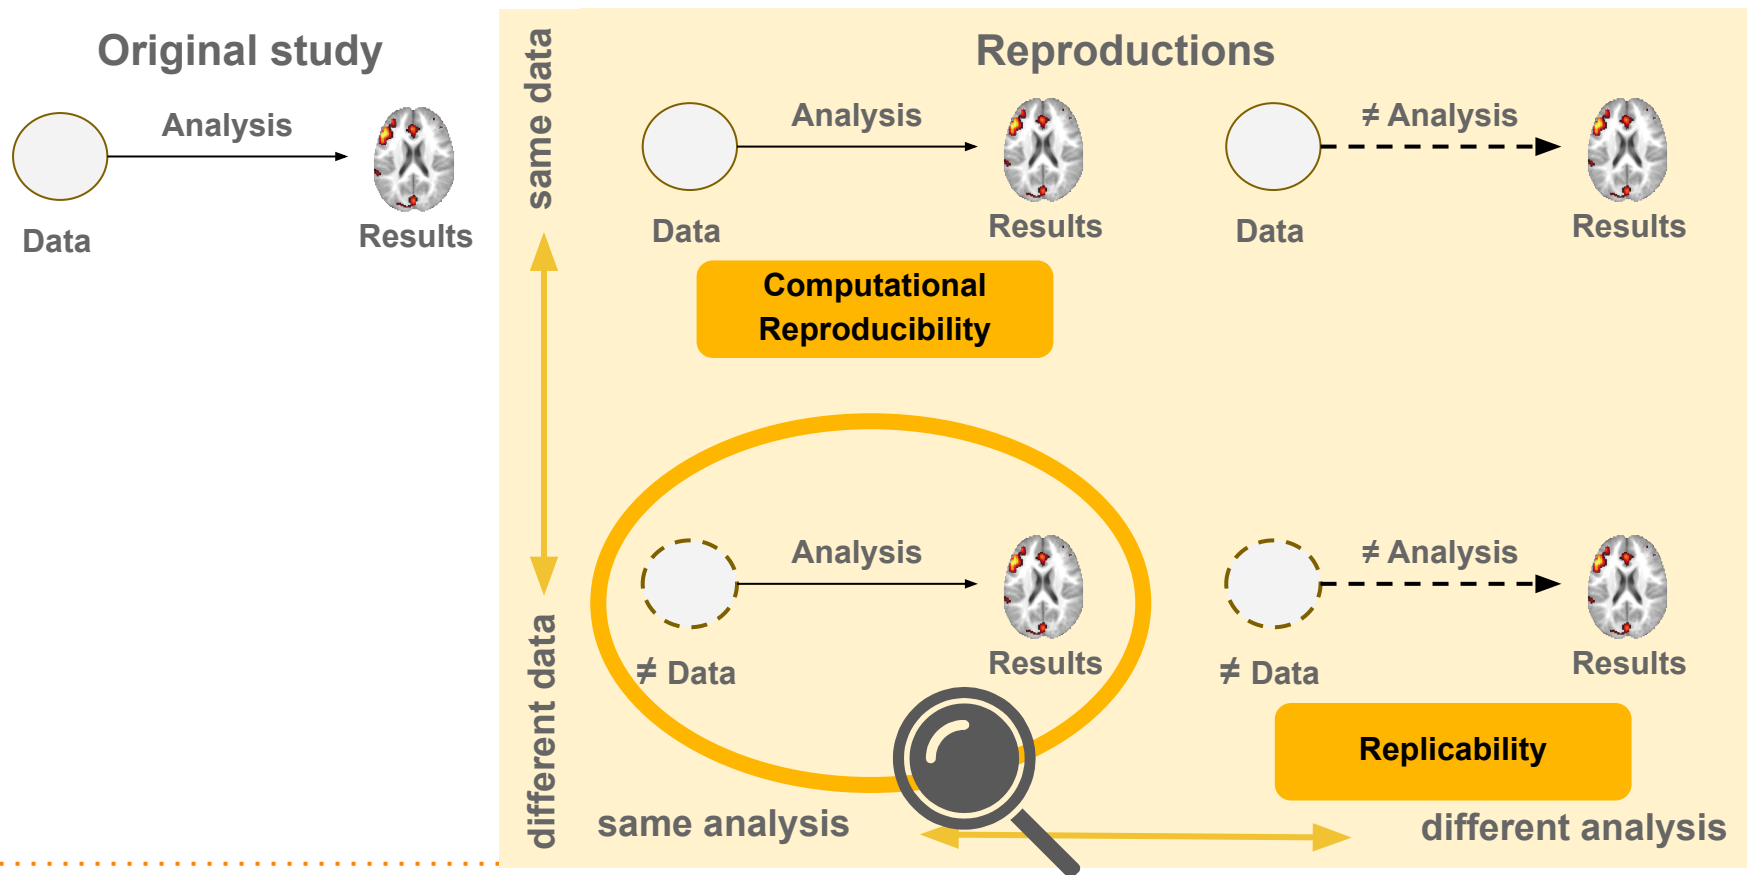 Original study
Analysis
Data
Results
same data
different data
Reproductions
Analysis
Data
Results
Computational
Reproducibility
≠ Analysis
Data
Results
Analysis
≠ Data
Results
≠ Analysis
≠ Data
Results
Replicability
same analysis
different analysis